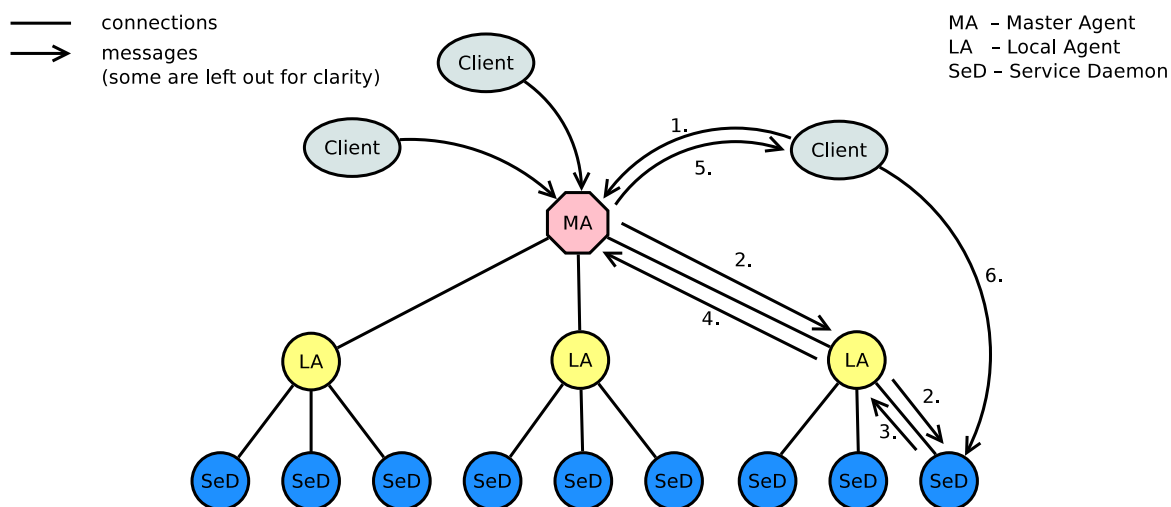 connections
messages
(some are left out for clarity)
MA – Master Agent
LA – Local Agent
SeD – Service Daemon
Client
Client
Client
1.
5.
MA
2.
4.
6.
LA
LA
LA
2.
3.
SeD
SeD
SeD
SeD
SeD
SeD
SeD
SeD
SeD